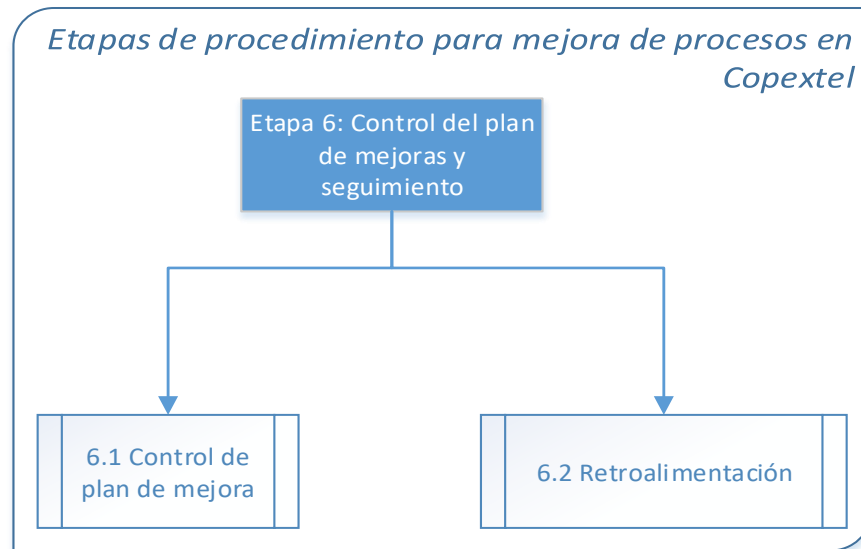 Etapas de procedimiento para mejora de procesos en
Copextel
Etapa 6: Control del plan
de mejoras y
seguimiento
6.1 Control de
plan de mejora
6.2 Retroalimentación